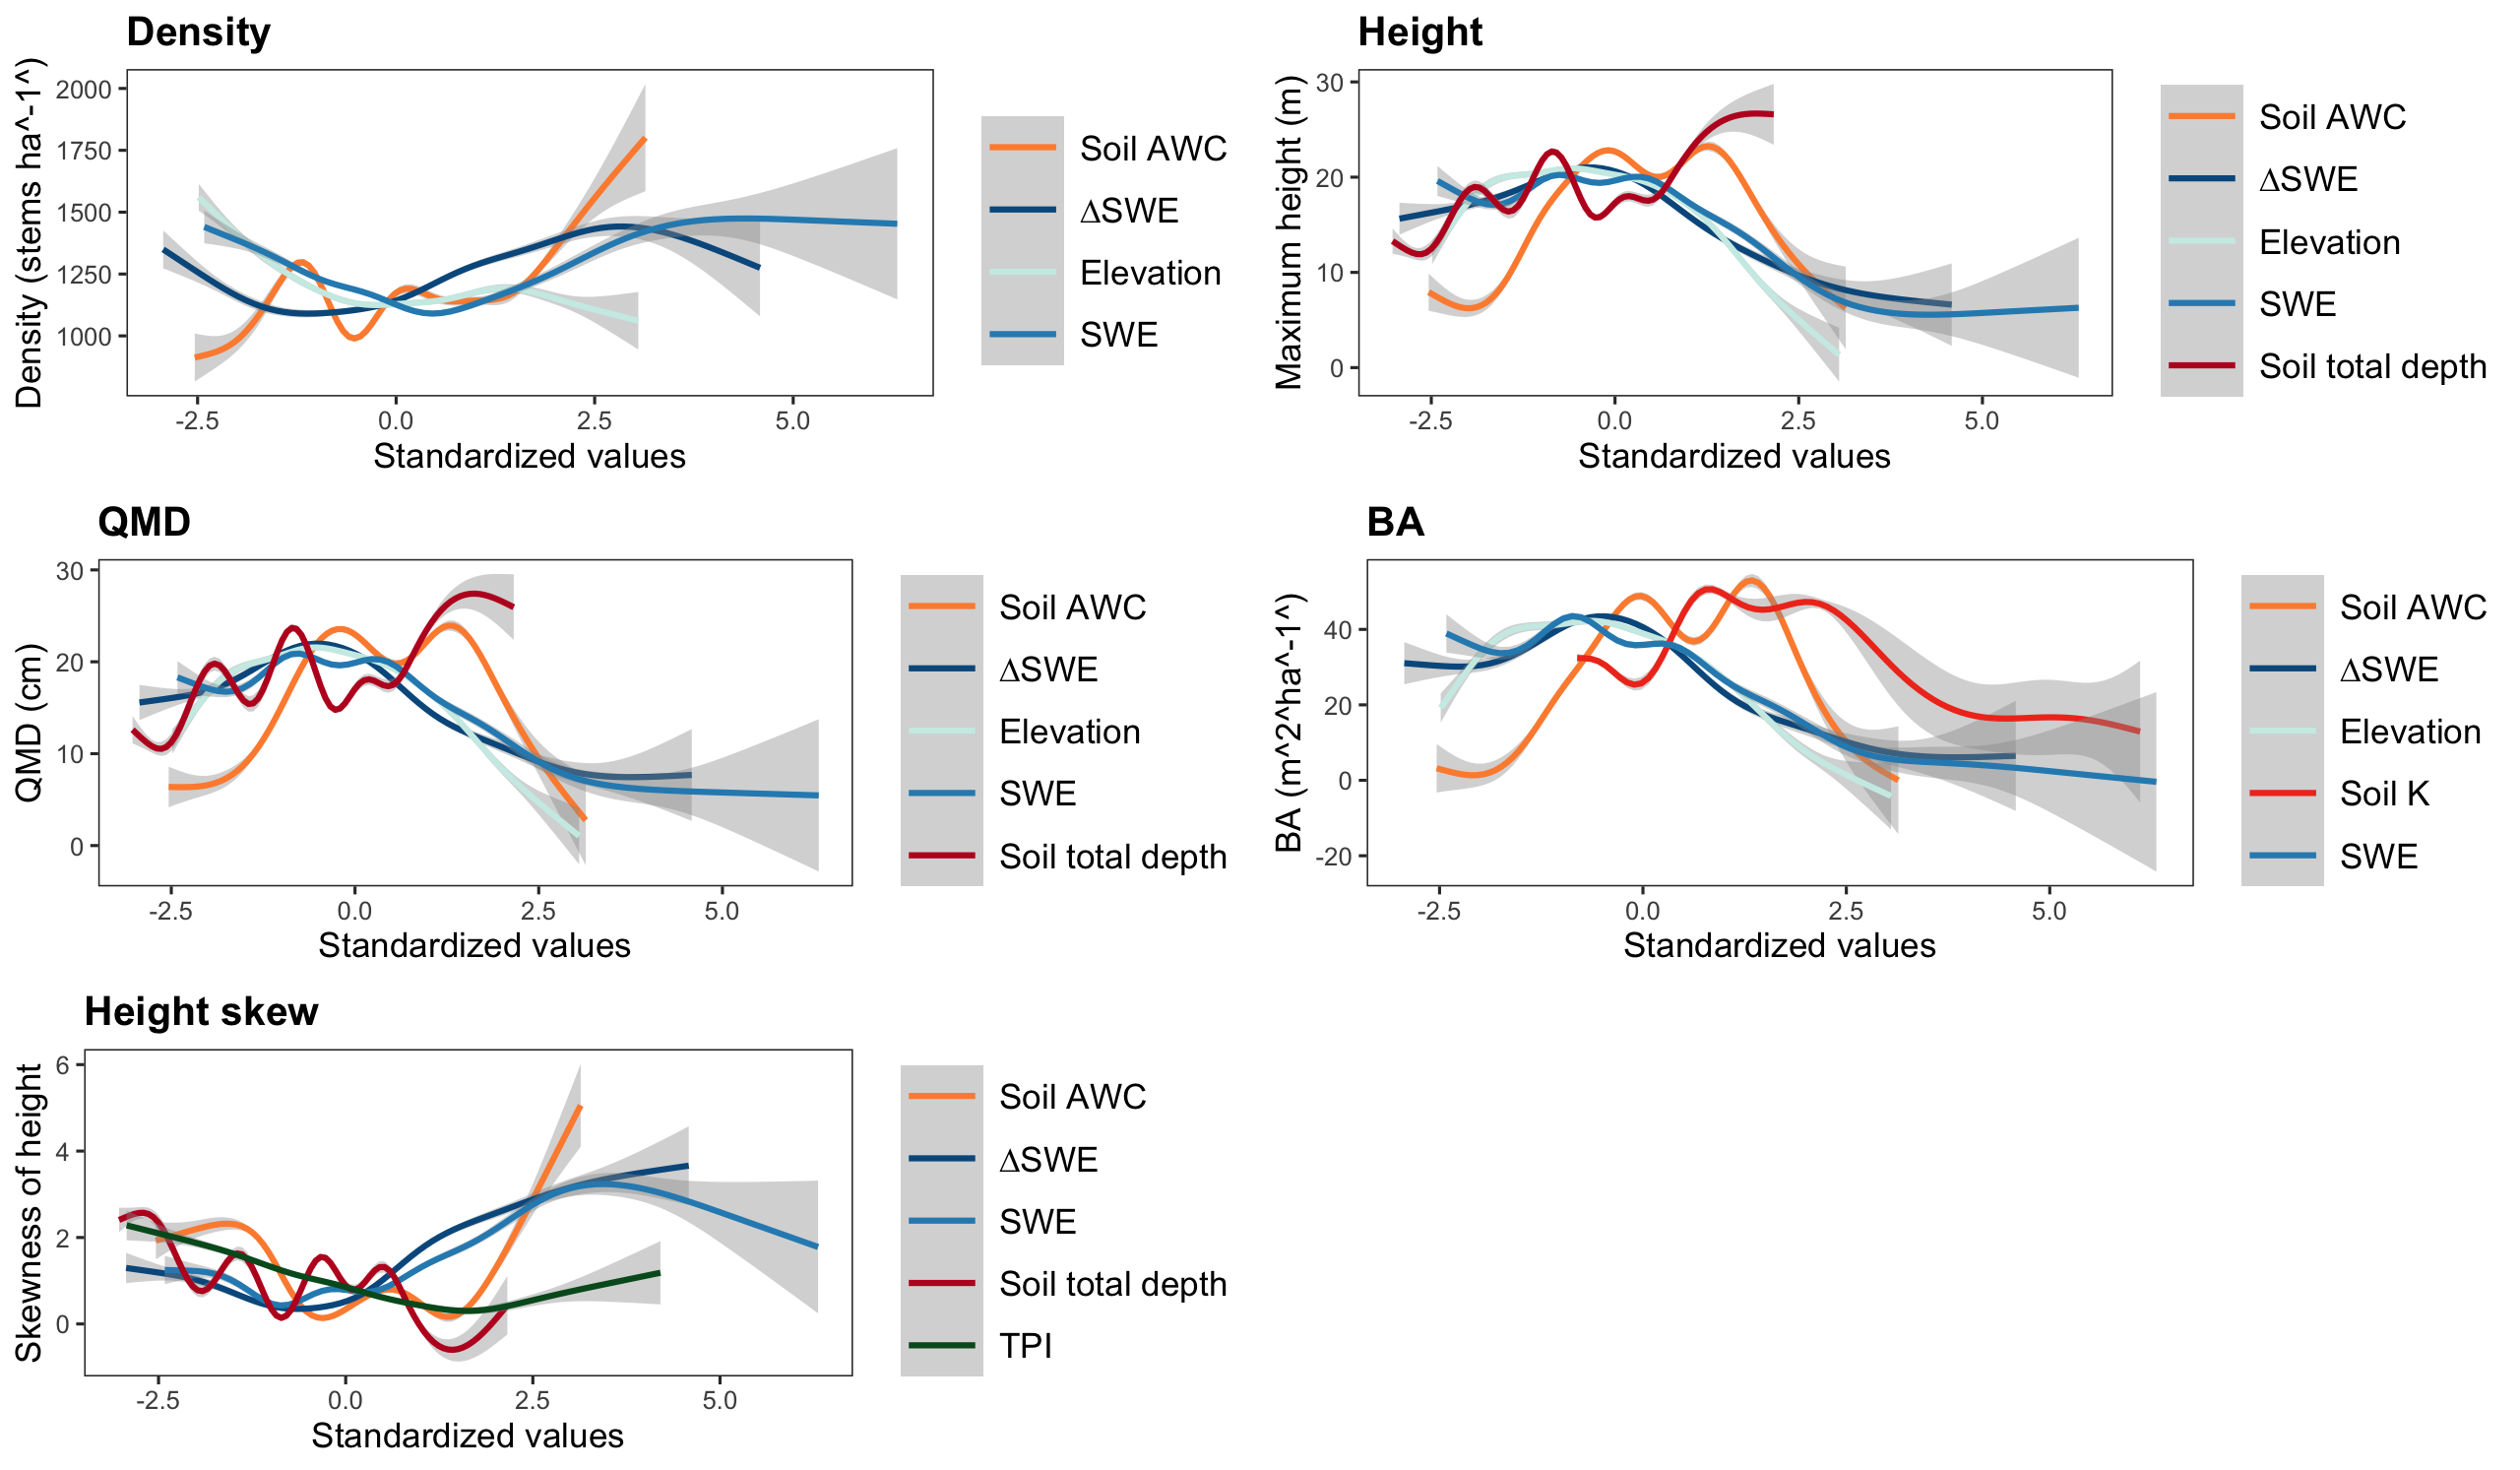 Density
Density (stems ha^-1^)
2000
1750
1500
1250
1000
-2.5 0.0 2.5 5.0
Standardized values
Soil AWC
ΔSWE
Elevation
SWE
Height
Maximum height (m)
30
20
10
0
-2.5 0.0 2.5 5.0
Standardized values
Soil AWC
ΔSWE
Elevation
SWE
Soil total depth
QMD
QMD (cm)
30
20
10
0
-2.5 0.0 2.5 5.0
Standardized values
Soil AWC
ΔSWE
Elevation
SWE
Soil total depth
BA
BA (m^2^ha^-1^)
40
20
0
-20
-2.5 0.0 2.5 5.0
Standardized values
Soil AWC
ΔSWE
Elevation
Soil K
SWE
Height skew
Skewness of height
6
4
2
0
-2.5 0.0 2.5 5.0
Standardized values
Soil AWC
ΔSWE
SWE
Soil total depth
TPI